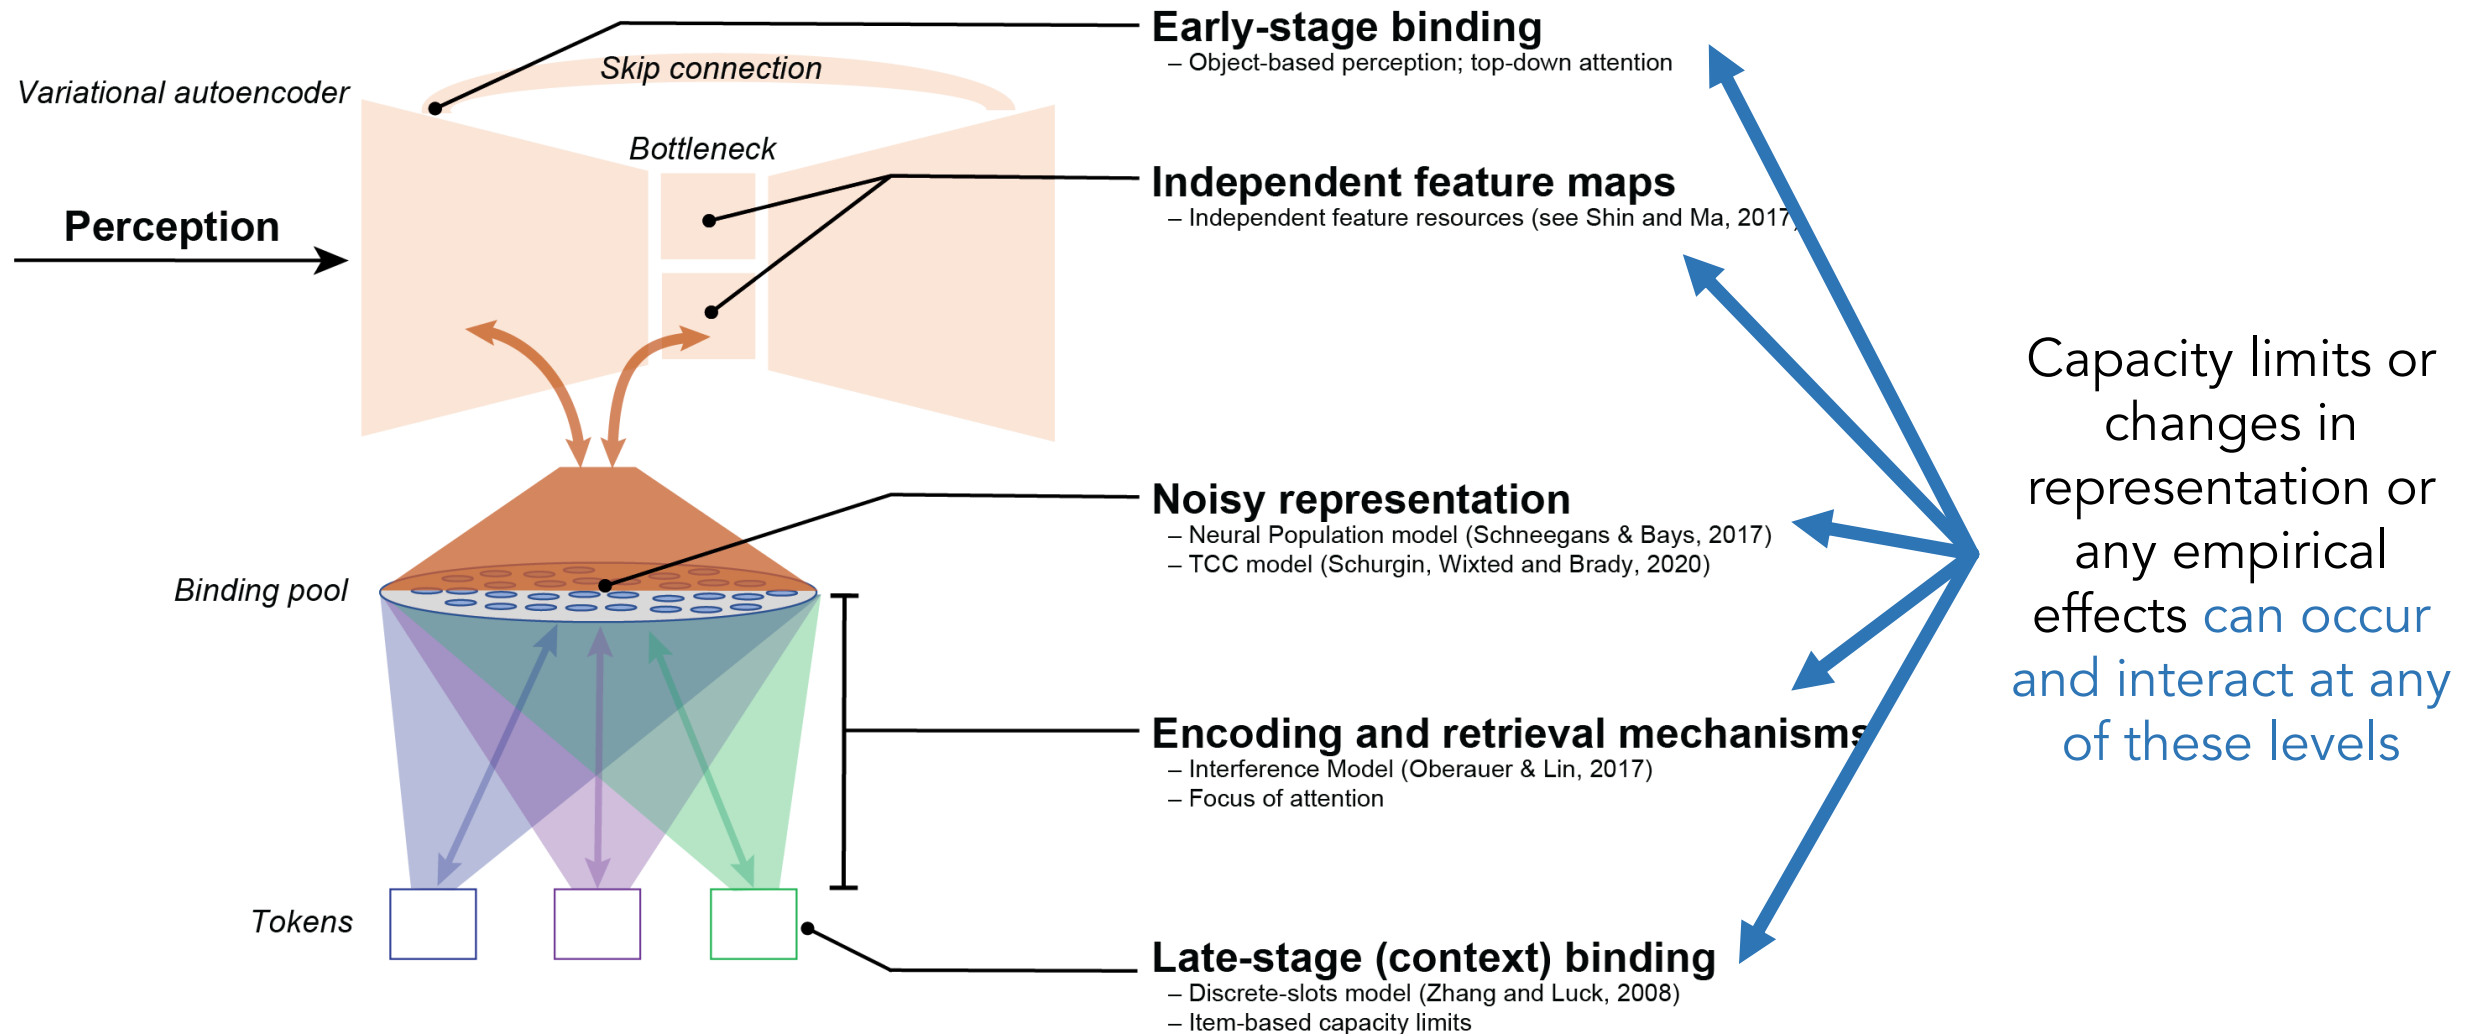 Variational autoencoder
Skip connection
Bottleneck
Perception
Binding pool
Tokens
Early-stage binding
– Object-based perception; top-down attention
Independent feature maps
– Independent feature resources (see Shin and Ma, 2017)
Noisy representation
– Neural Population model (Schneegans & Bays, 2017)
– TCC model (Schurgin, Wixted and Brady, 2020)
Encoding and retrieval mechanisms
– Interference Model (Oberauer & Lin, 2017)
– Focus of attention
Late-stage (context) binding
– Discrete-slots model (Zhang and Luck, 2008)
– Item-based capacity limits
Capacity limits or
changes in
representation or
any empirical
effects can occur
and interact at any
of these levels